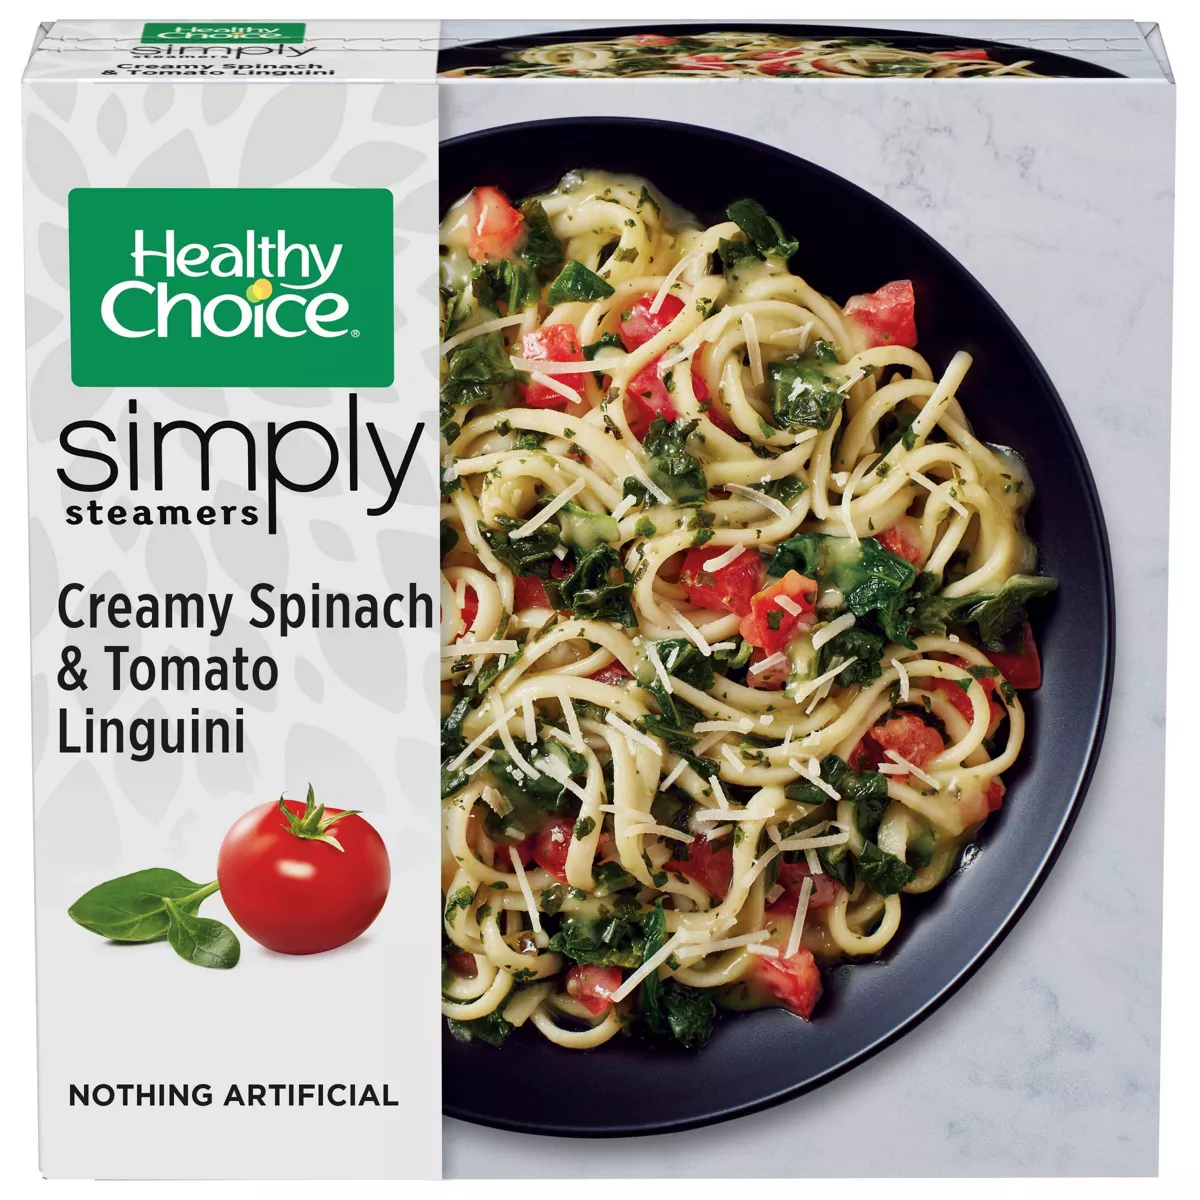 Healthy
Choice
simply
steamers
Creamy Spinach
& Tomato Linguini
Healthy
Choice®
simply
steamers
Creamy Spinach
& Tomato
Linguini
NOTHING ARTIFICIAL